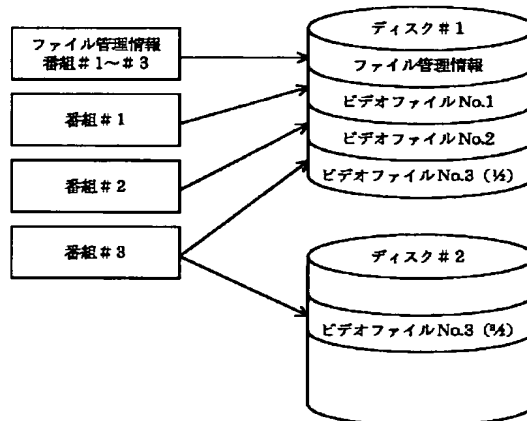 ファイル管理情報
番組＃1～＃3
番組＃1
番組＃2
番組＃3
ディスク＃1
ファイル管理情報
ビデオファイルNo.1
ビデオファイルNo.2
ビデオファイルNo.3（½）
ディスク＃2
ビデオファイルNo.3（²⁄₂）